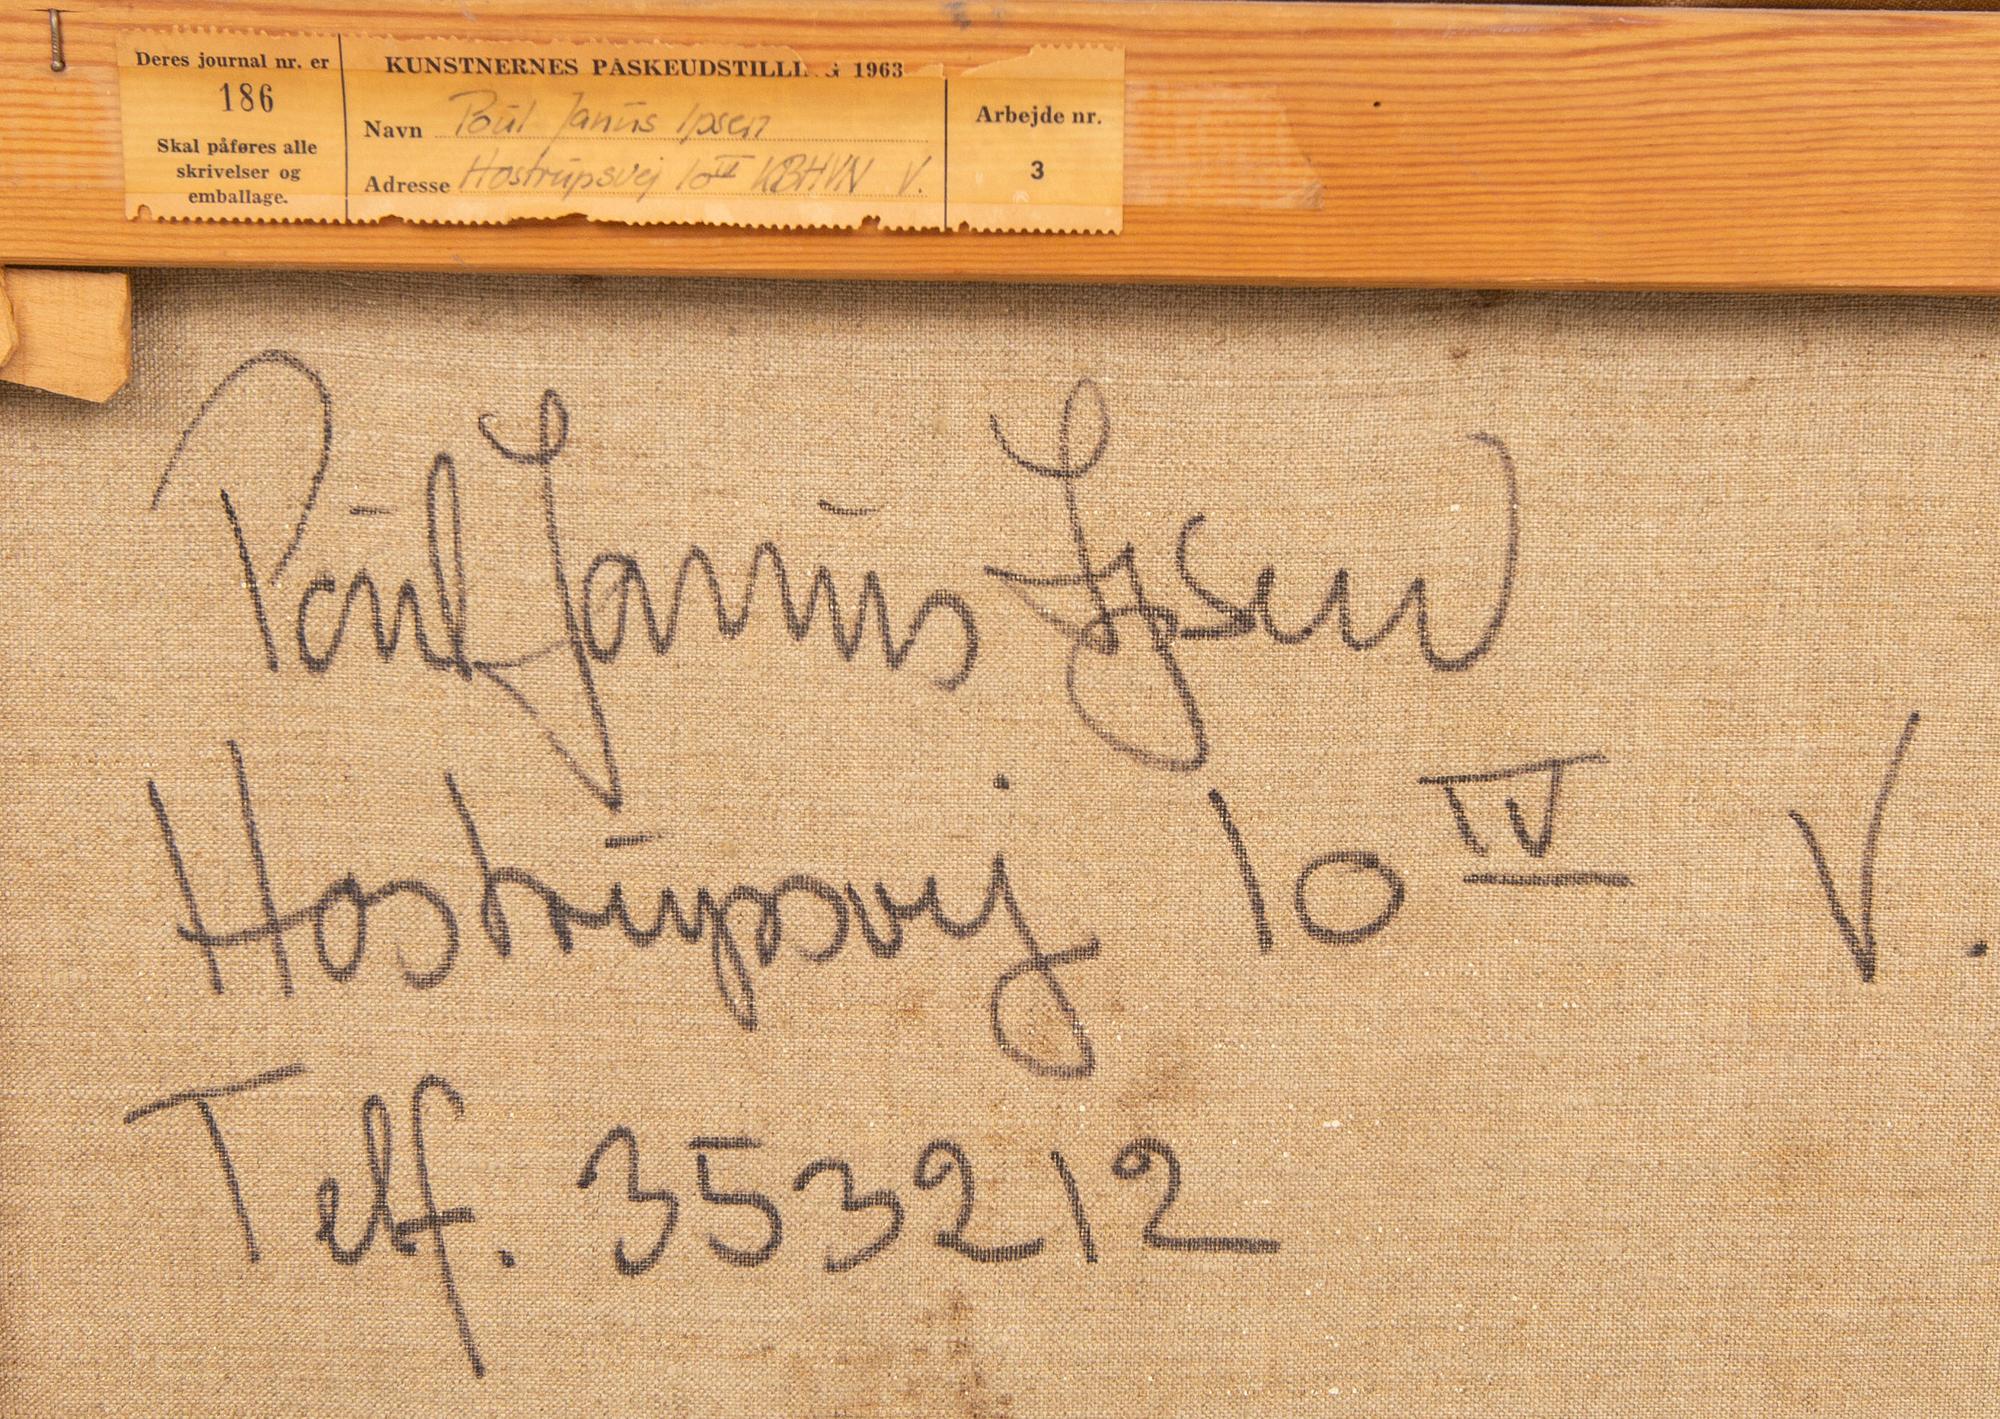 Deres journal nr. er
186
Skal påføres alle
skrivelser og
emballage.
KUNSTNERNES PÅSKEUDSTILLING 1963
Navn Poul Janus Ipsen
Adresse Hostrupsvej 10 IV KBHVN V.
Arbejde nr.
3
Poul Janus Ipsen
Hostrupsvej 10 IV V.
Telf. 353212